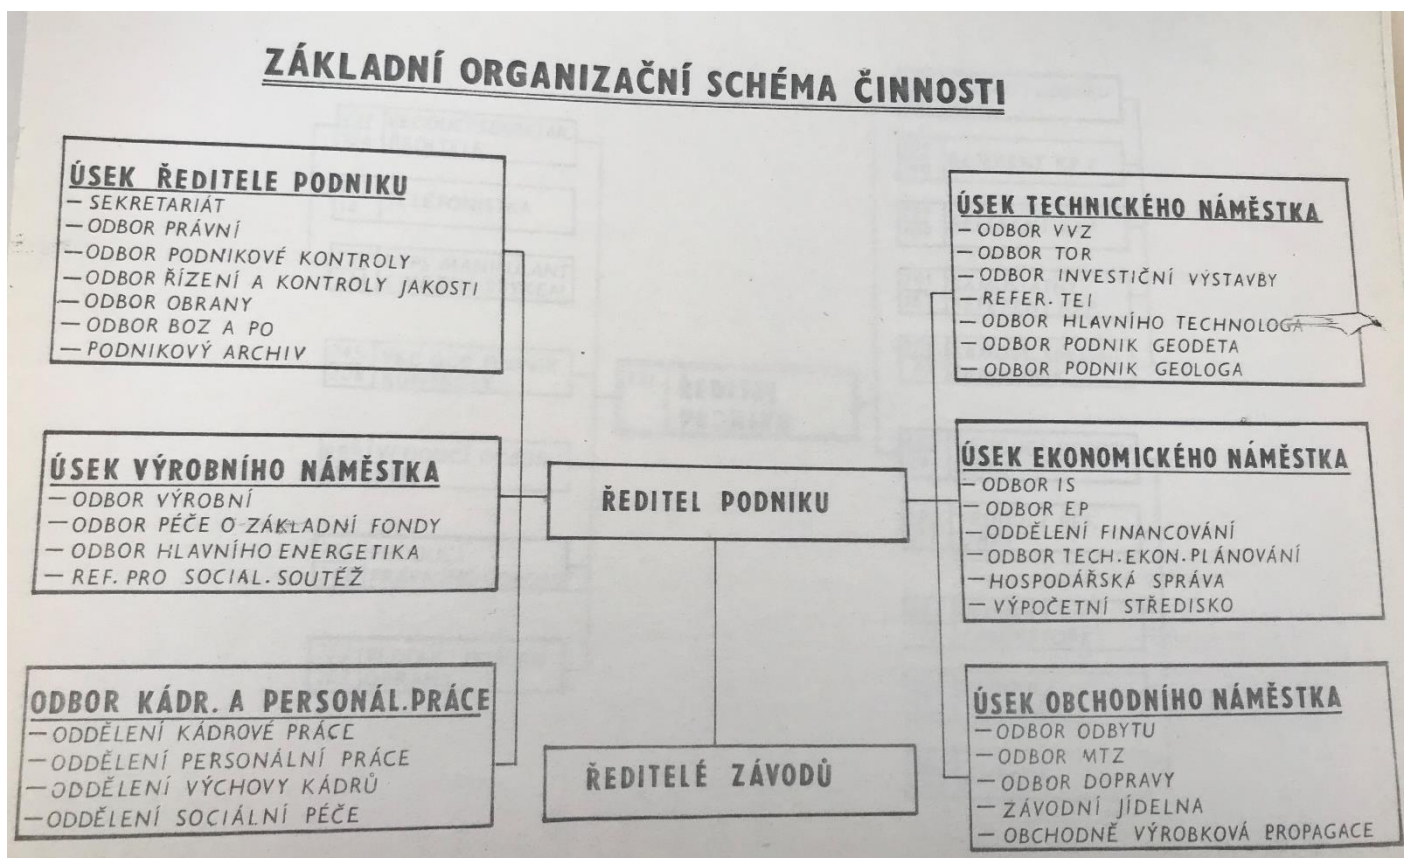 ZÁKLADNÍ ORGANIZAČNÍ SCHÉMA ČINNOSTI
ÚSEK ŘEDITELE PODNIKU
— SEKRETARIÁT
— ODBOR PRÁVNÍ
— ODBOR PODNIKOVÉ KONTROLY
— ODBOR ŘÍZENÍ A KONTROLY JAKOSTI
— ODBOR OBRANY
— ODBOR BOZ A PO
— PODNIKOVÝ ARCHIV
ÚSEK VÝROBNÍHO NÁMĚSTKA
— ODBOR VÝROBNÍ
— ODBOR PÉČE O ZÁKLADNÍ FONDY
— ODBOR HLAVNÍHO ENERGETIKA
— REF. PRO SOCIAL. SOUTĚŽ
ODBOR KÁDR. A PERSONÁL. PRÁCE
— ODDĚLENÍ KÁDROVÉ PRÁCE
— ODDĚLENÍ PERSONÁLNÍ PRÁCE
— ODDĚLENÍ VÝCHOVY KÁDRŮ
— ODDĚLENÍ SOCIÁLNÍ PÉČE
ŘEDITEL PODNIKU
ŘEDITELÉ ZÁVODŮ
ÚSEK TECHNICKÉHO NÁMĚSTKA
— ODBOR VVZ
— ODBOR TOR
— ODBOR INVESTIČNÍ VÝSTAVBY
— REFER. TEI
— ODBOR HLAVNÍHO TECHNOLOGA
— ODBOR PODNIK GEODETA
— ODBOR PODNIK GEOLOGA
ÚSEK EKONOMICKÉHO NÁMĚSTKA
— ODBOR IS
— ODBOR EP
— ODDĚLENÍ FINANCOVÁNÍ
— ODBOR TECH. EKON. PLÁNOVÁNÍ
— HOSPODÁŘSKÁ SPRÁVA
— VÝPOČETNÍ STŘEDISKO
ÚSEK OBCHODNÍHO NÁMĚSTKA
— ODBOR ODBYTU
— ODBOR MTZ
— ODBOR DOPRAVY
— ZÁVODNÍ JÍDELNA
— OBCHODNĚ VÝROBKOVÁ PROPAGACE